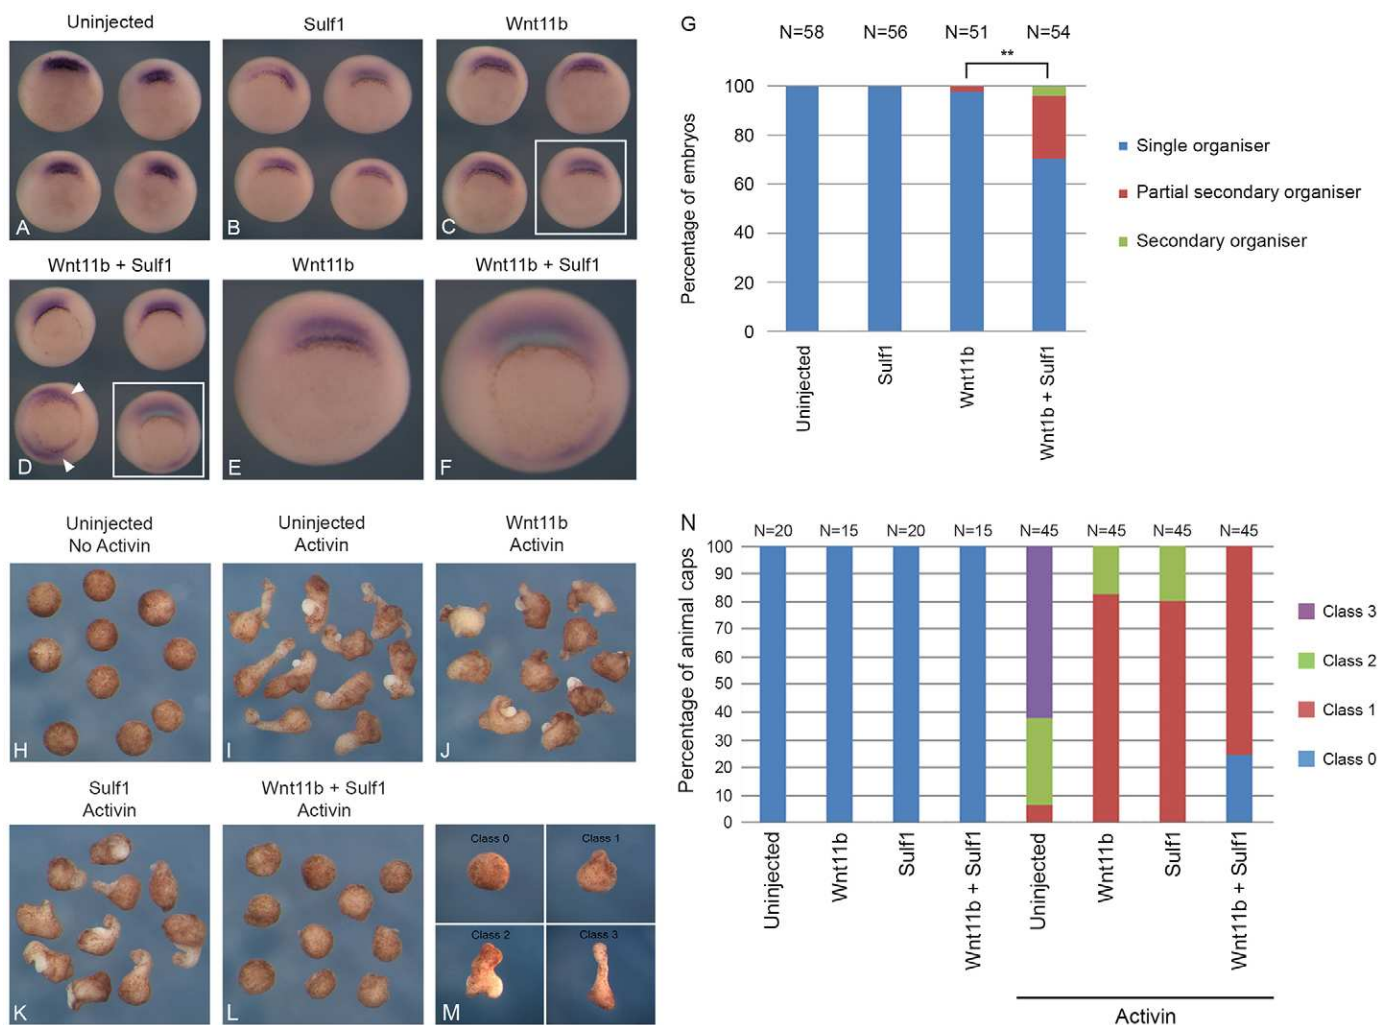 Uninjected
Sulf1
Wnt11b
A
B
C
Wnt11b + Sulf1
Wnt11b
Wnt11b + Sulf1
D
E
F
G
N=58 N=56 N=51 N=54
**
Percentage of embryos
100
80
60
40
20
0
Uninjected
Sulf1
Wnt11b
Wnt1b + Sulf1
Single organiser
Partial secondary organiser
Secondary organiser
Uninjected
No Activin
Uninjected
Activin
Wnt11b
Activin
H
I
J
Sulf1
Activin
Wnt11b + Sulf1
Activin
K
L
M
Class 0
Class 1
Class 2
Class 3
N
N=20 N=15 N=20 N=15 N=45 N=45 N=45 N=45
Percentage of animal caps
100
90
80
70
60
50
40
30
20
10
0
Uninjected
Wnt11b
Sulf1
Wnt11b + Sulf1
Uninjected
Wnt11b
Sulf1
Wnt11b + Sulf1
Activin
Class 3
Class 2
Class 1
Class 0